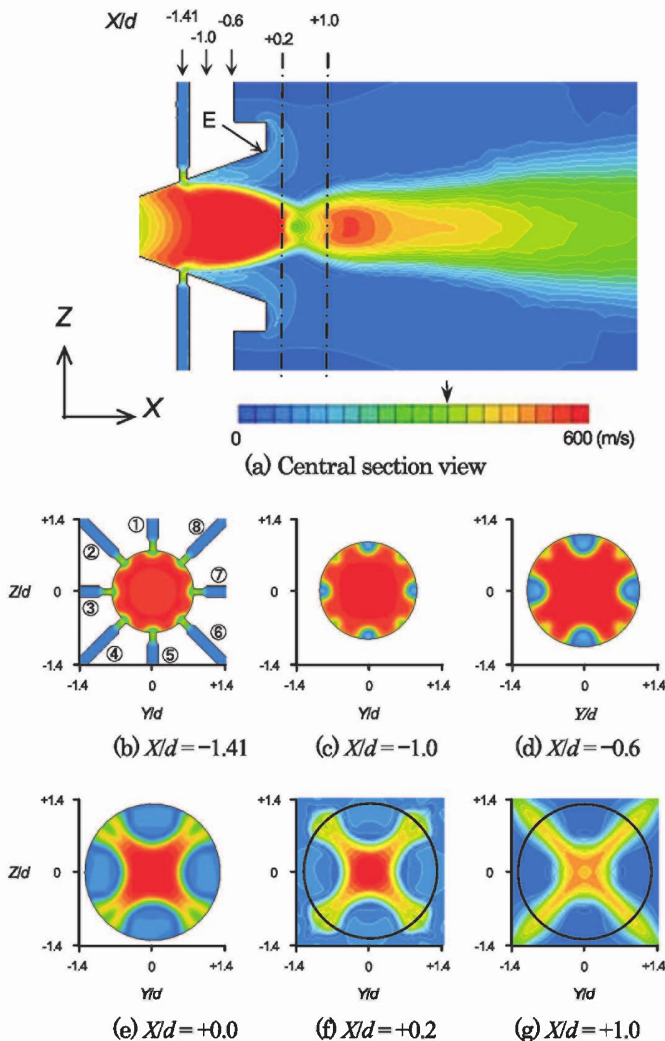 X/d
-1.41
-1.0
-0.6
+0.2
+1.0
E
Z
X
0
600 (m/s)
(a) Central section view
+1.4
Z/d 0
-1.4
① ② ③ ④ ⑤ ⑥ ⑦ ⑧
-1.4 0 +1.4
Y/d
(b) X/d = −1.41
+1.4
0
-1.4
-1.4 0 +1.4
Y/d
(c) X/d = −1.0
+1.4
0
-1.4
-1.4 0 +1.4
Y/d
(d) X/d = −0.6
+1.4
Z/d 0
-1.4
-1.4 0 +1.4
Y/d
(e) X/d = +0.0
+1.4
0
-1.4
-1.4 0 +1.4
Y/d
(f) X/d = +0.2
+1.4
0
-1.4
-1.4 0 +1.4
Y/d
(g) X/d = +1.0